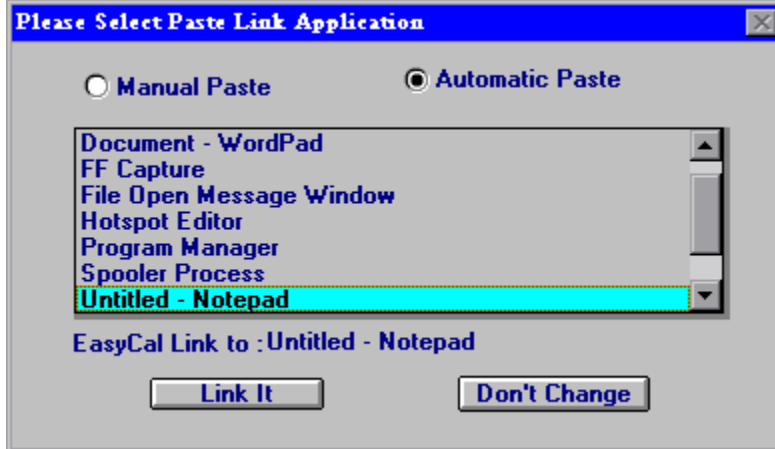 Please Select Paste Link Application
Manual Paste Automatic Paste
Document - WordPad
FF Capture
File Open Message Window
Hotspot Editor
Program Manager
Spooler Process
Untitled - Notepad
EasyCal Link to : Untitled - Notepad
Link It Don't Change